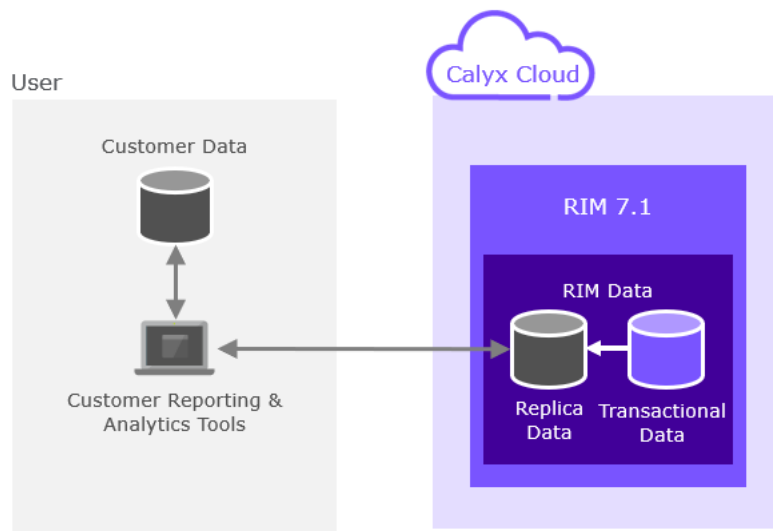 User
Customer Data
Customer Reporting &
Analytics Tools
Calyx Cloud
RIM 7.1
RIM Data
Replica
Data
Transactional
Data